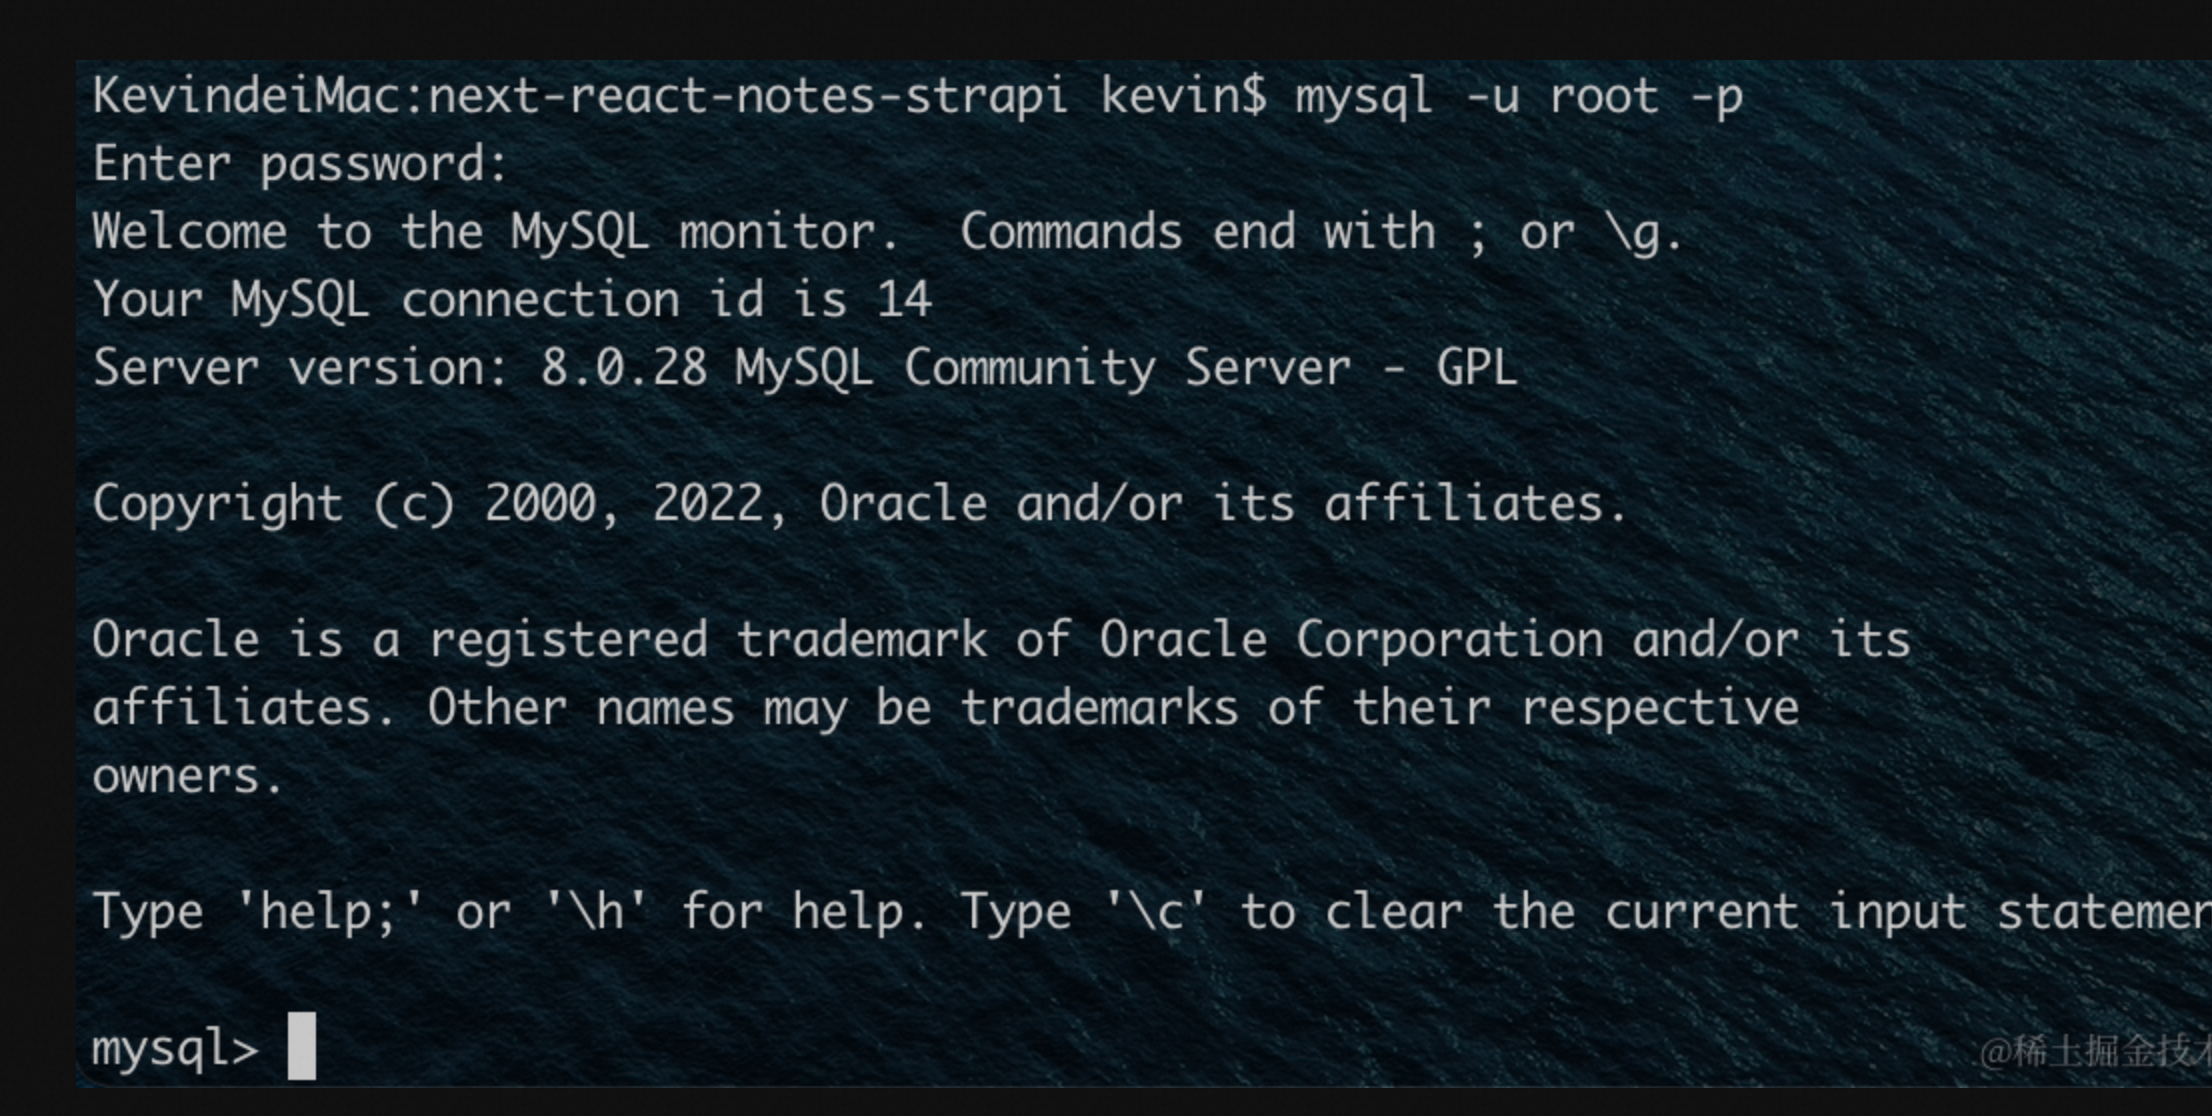 KevindeiMac:next-react-notes-strapi kevin$ mysql -u root -p
Enter password:
Welcome to the MySQL monitor.  Commands end with ; or \g.
Your MySQL connection id is 14
Server version: 8.0.28 MySQL Community Server - GPL
Copyright (c) 2000, 2022, Oracle and/or its affiliates.
Oracle is a registered trademark of Oracle Corporation and/or its
affiliates. Other names may be trademarks of their respective
owners.
Type 'help;' or '\h' for help. Type '\c' to clear the current input
mysql>
@稀土掘金技